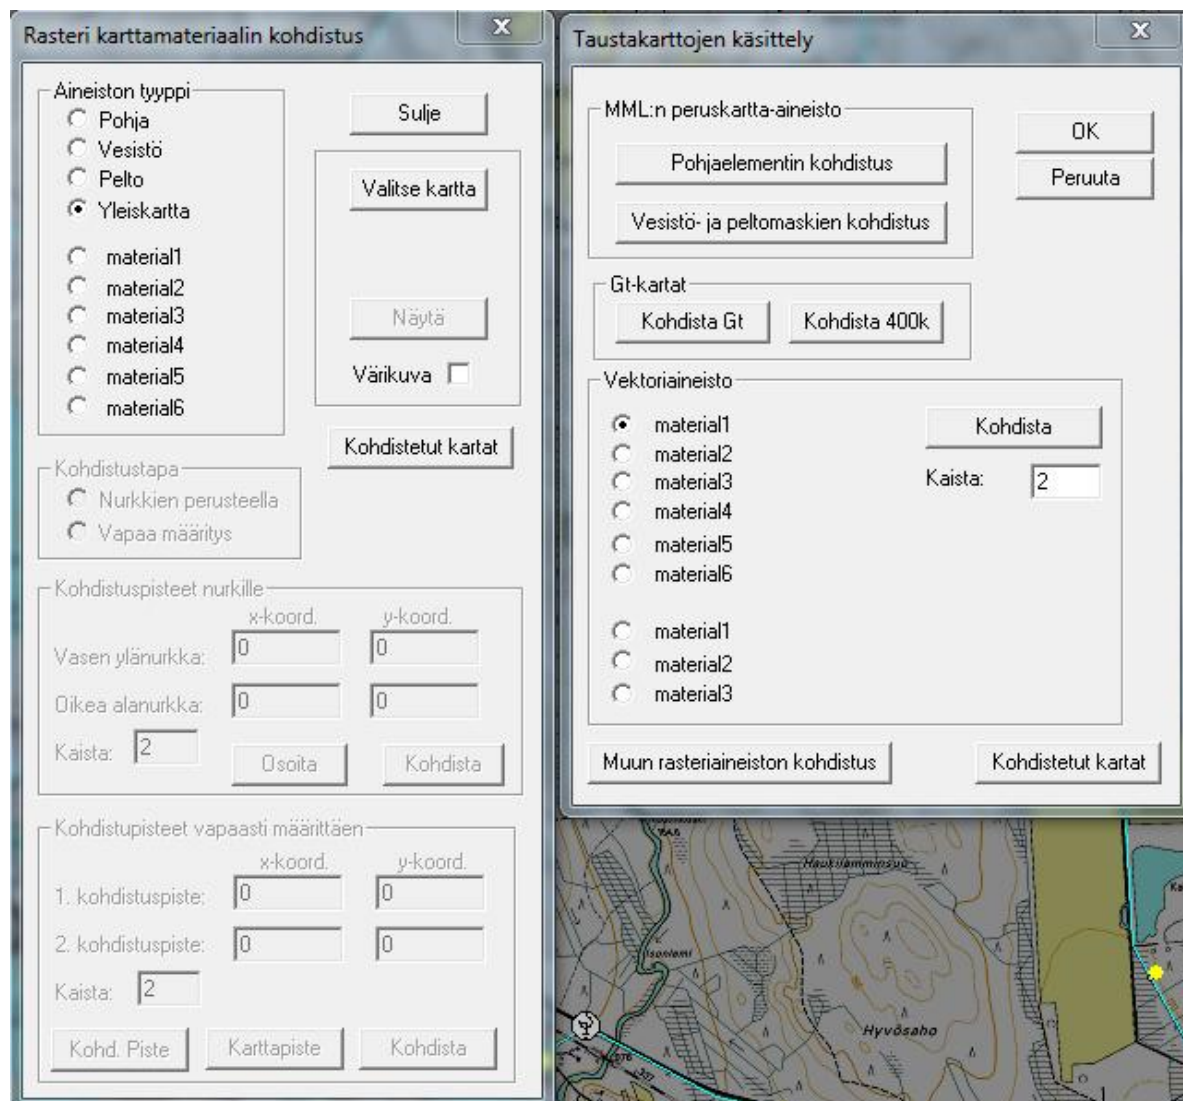 Rasteri karttamateriaalin kohdistus
Aineiston tyyppi
Pohja
Vesistö
Pelto
Yleiskartta
material1
material2
material3
material4
material5
material6
Sulje
Valitse kartta
Näytä
Värikuva
Kohdistetut kartat
Kohdistustapa
Nurkkien perusteella
Vapaa määritys
Kohdistuspisteet nurkille
x-koord. y-koord.
Vasen ylänurkka: 0 0
Oikea alanurkka: 0 0
Kaista: 2 Osoita Kohdista
Kohdistupisteet vapaasti määrittäen
x-koord. y-koord.
1. kohdistuspiste: 0 0
2. kohdistuspiste: 0 0
Kaista: 2
Kohd. Piste Karttapiste Kohdista
Taustakarttojen käsittely
MML:n peruskartta-aineisto
Pohjaelementin kohdistus
Vesistö- ja peltomaskien kohdistus
OK
Peruuta
Gt-kartat
Kohdista Gt Kohdista 400k
Vektoriaineisto
material1
material2
material3
material4
material5
material6
material1
material2
material3
Kohdista
Kaista: 2
Muun rasteriaineiston kohdistus Kohdistetut kartat
Haukilamminsuo
Isoniemi
Hyvösaho